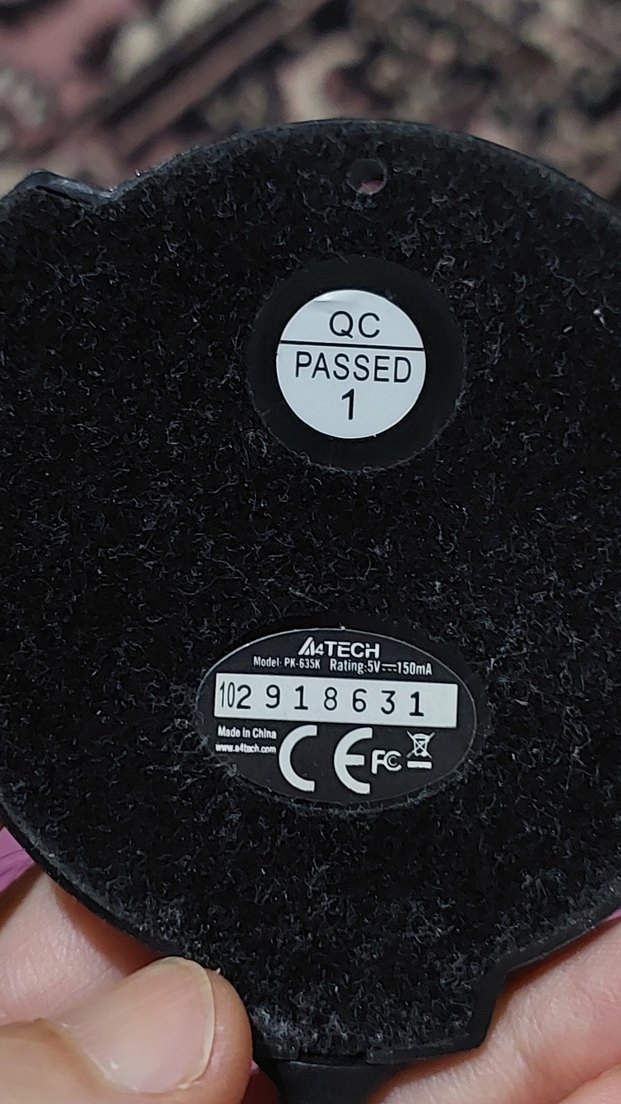 QC
PASSED
1
A4TECH
Model: PK-635K Rating:5V⎓150mA
102918631
Made in China
www.a4tech.com
CE FC